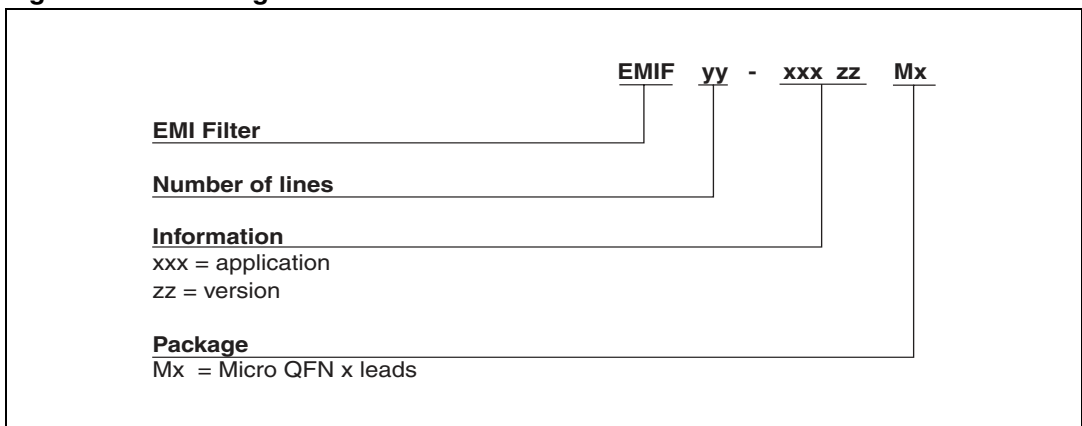 EMIF yy - xxx zz Mx
EMI Filter
Number of lines
Information
xxx = application
zz = version
Package
Mx = Micro QFN x leads